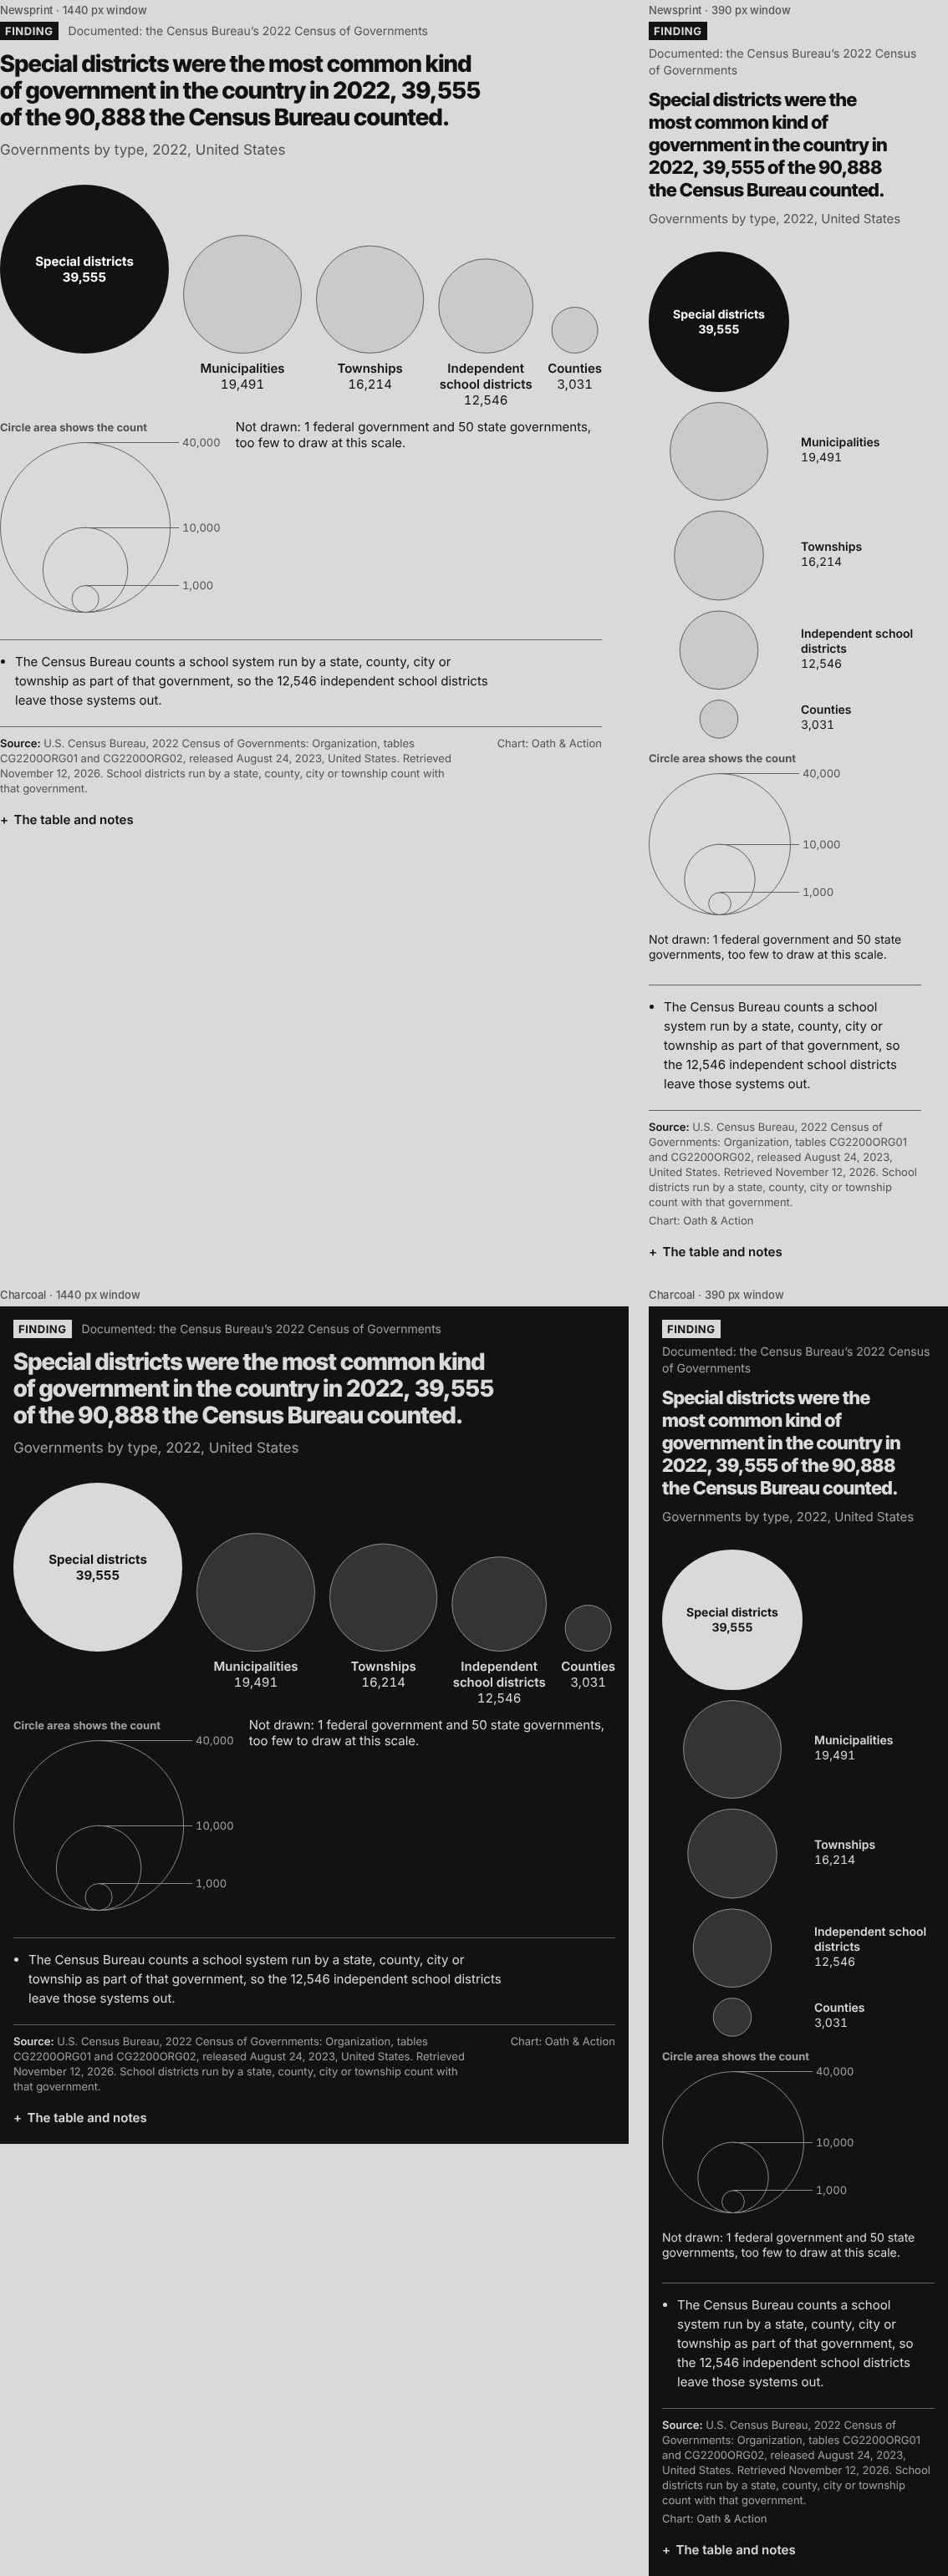 Newsprint · 1440 px window
FINDING Documented: the Census Bureau’s 2022 Census of Governments
Special districts were the most common kind
of government in the country in 2022, 39,555
of the 90,888 the Census Bureau counted.
Governments by type, 2022, United States
Special districts
39,555
Municipalities
19,491
Townships
16,214
Independent
school districts
12,546
Counties
3,031
Circle area shows the count
40,000
10,000
1,000
Not drawn: 1 federal government and 50 state governments,
too few to draw at this scale.
• The Census Bureau counts a school system run by a state, county, city or
township as part of that government, so the 12,546 independent school districts
leave those systems out.
Source: U.S. Census Bureau, 2022 Census of Governments: Organization, tables
CG2200ORG01 and CG2200ORG02, released August 24, 2023, United States. Retrieved
November 12, 2026. School districts run by a state, county, city or township count with
that government.
Chart: Oath & Action
+ The table and notes
Newsprint · 390 px window
FINDING
Documented: the Census Bureau’s 2022 Census
of Governments
Special districts were the
most common kind of
government in the country in
2022, 39,555 of the 90,888
the Census Bureau counted.
Governments by type, 2022, United States
Special districts
39,555
Municipalities
19,491
Townships
16,214
Independent school
districts
12,546
Counties
3,031
Circle area shows the count
40,000
10,000
1,000
Not drawn: 1 federal government and 50 state
governments, too few to draw at this scale.
• The Census Bureau counts a school
system run by a state, county, city or
township as part of that government, so
the 12,546 independent school districts
leave those systems out.
Source: U.S. Census Bureau, 2022 Census of
Governments: Organization, tables CG2200ORG01
and CG2200ORG02, released August 24, 2023,
United States. Retrieved November 12, 2026. School
districts run by a state, county, city or township
count with that government.
Chart: Oath & Action
+ The table and notes
Charcoal · 1440 px window
FINDING Documented: the Census Bureau’s 2022 Census of Governments
Special districts were the most common kind
of government in the country in 2022, 39,555
of the 90,888 the Census Bureau counted.
Governments by type, 2022, United States
Special districts
39,555
Municipalities
19,491
Townships
16,214
Independent
school districts
12,546
Counties
3,031
Circle area shows the count
40,000
10,000
1,000
Not drawn: 1 federal government and 50 state governments,
too few to draw at this scale.
• The Census Bureau counts a school system run by a state, county, city or
township as part of that government, so the 12,546 independent school districts
leave those systems out.
Source: U.S. Census Bureau, 2022 Census of Governments: Organization, tables
CG2200ORG01 and CG2200ORG02, released August 24, 2023, United States. Retrieved
November 12, 2026. School districts run by a state, county, city or township count with
that government.
Chart: Oath & Action
+ The table and notes
Charcoal · 390 px window
FINDING
Documented: the Census Bureau’s 2022 Census
of Governments
Special districts were the
most common kind of
government in the country in
2022, 39,555 of the 90,888
the Census Bureau counted.
Governments by type, 2022, United States
Special districts
39,555
Municipalities
19,491
Townships
16,214
Independent school
districts
12,546
Counties
3,031
Circle area shows the count
40,000
10,000
1,000
Not drawn: 1 federal government and 50 state
governments, too few to draw at this scale.
• The Census Bureau counts a school
system run by a state, county, city or
township as part of that government, so
the 12,546 independent school districts
leave those systems out.
Source: U.S. Census Bureau, 2022 Census of
Governments: Organization, tables CG2200ORG01
and CG2200ORG02, released August 24, 2023,
United States. Retrieved November 12, 2026. School
districts run by a state, county, city or township
count with that government.
Chart: Oath & Action
+ The table and notes